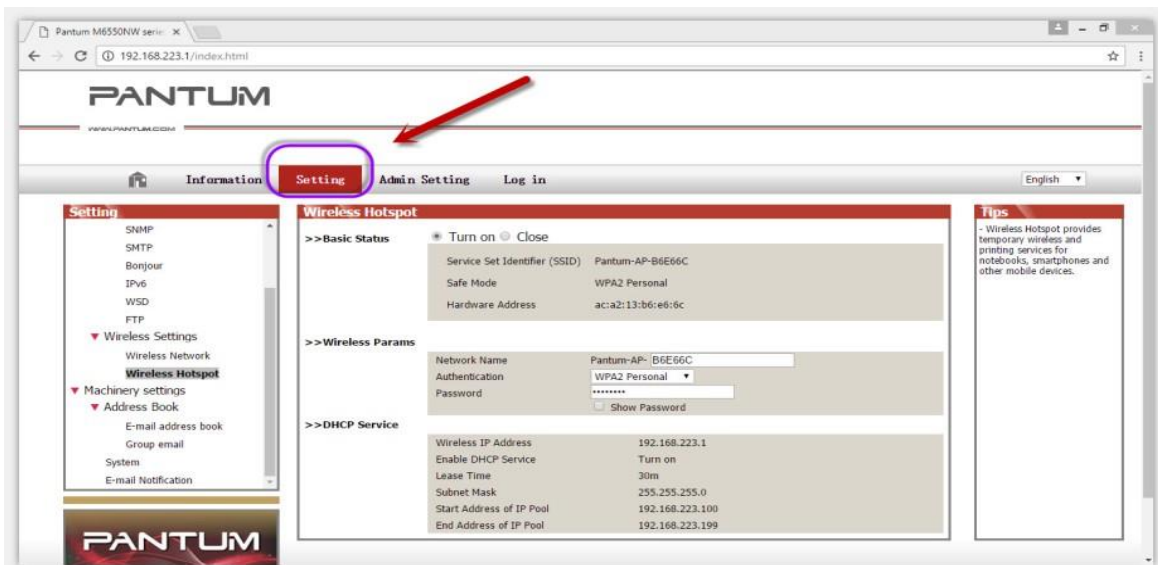 Pantum M6550NW serie
192.168.223.1/index.html
PANTUM
WWW.PANTUM.COM
Information Setting Admin Setting Log in English
Setting
SNMP
SMTP
Bonjour
IPv6
WSD
FTP
Wireless Settings
Wireless Network
Wireless Hotspot
Machinery settings
Address Book
E-mail address book
Group email
System
E-mail Notification
PANTUM
Wireless Hotspot
>>Basic Status Turn on Close
Service Set Identifier (SSID) Pantum-AP-B6E66C
Safe Mode WPA2 Personal
Hardware Address ac:a2:13:b6:e6:6c
>>Wireless Params
Network Name Pantum-AP- B6E66C
Authentication WPA2 Personal
Password ••••••••
Show Password
>>DHCP Service
Wireless IP Address 192.168.223.1
Enable DHCP Service Turn on
Lease Time 30m
Subnet Mask 255.255.255.0
Start Address of IP Pool 192.168.223.100
End Address of IP Pool 192.168.223.199
Tips
- Wireless Hotspot provides
temporary wireless and
printing services for
notebooks, smartphones and
other mobile devices.